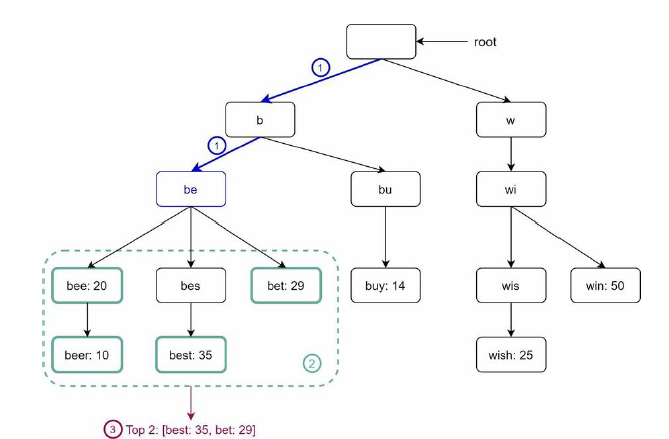 root
1
b
w
1
be
bu
wi
bee: 20
bes
bet: 29
buy: 14
wis
win: 50
beer: 10
best: 35
2
wish: 25
3 Top 2: [best: 35, bet: 29]